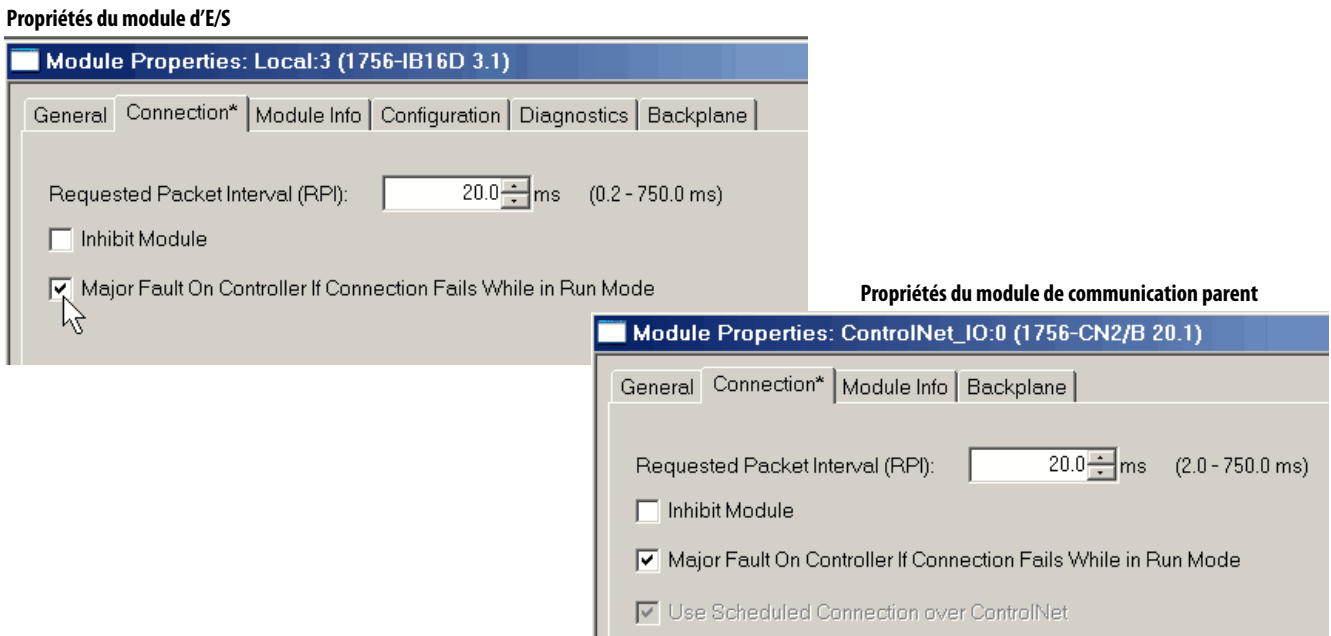 Propriétés du module d’E/S
Module Properties: Local:3 (1756-IB16D 3.1)
General Connection* Module Info Configuration Diagnostics Backplane
Requested Packet Interval (RPI): 20.0 ms (0.2 - 750.0 ms)
Inhibit Module
Major Fault On Controller If Connection Fails While in Run Mode
Propriétés du module de communication parent
Module Properties: ControlNet_IO:0 (1756-CN2/B 20.1)
General Connection* Module Info Backplane
Requested Packet Interval (RPI): 20.0 ms (2.0 - 750.0 ms)
Inhibit Module
Major Fault On Controller If Connection Fails While in Run Mode
Use Scheduled Connection over ControlNet